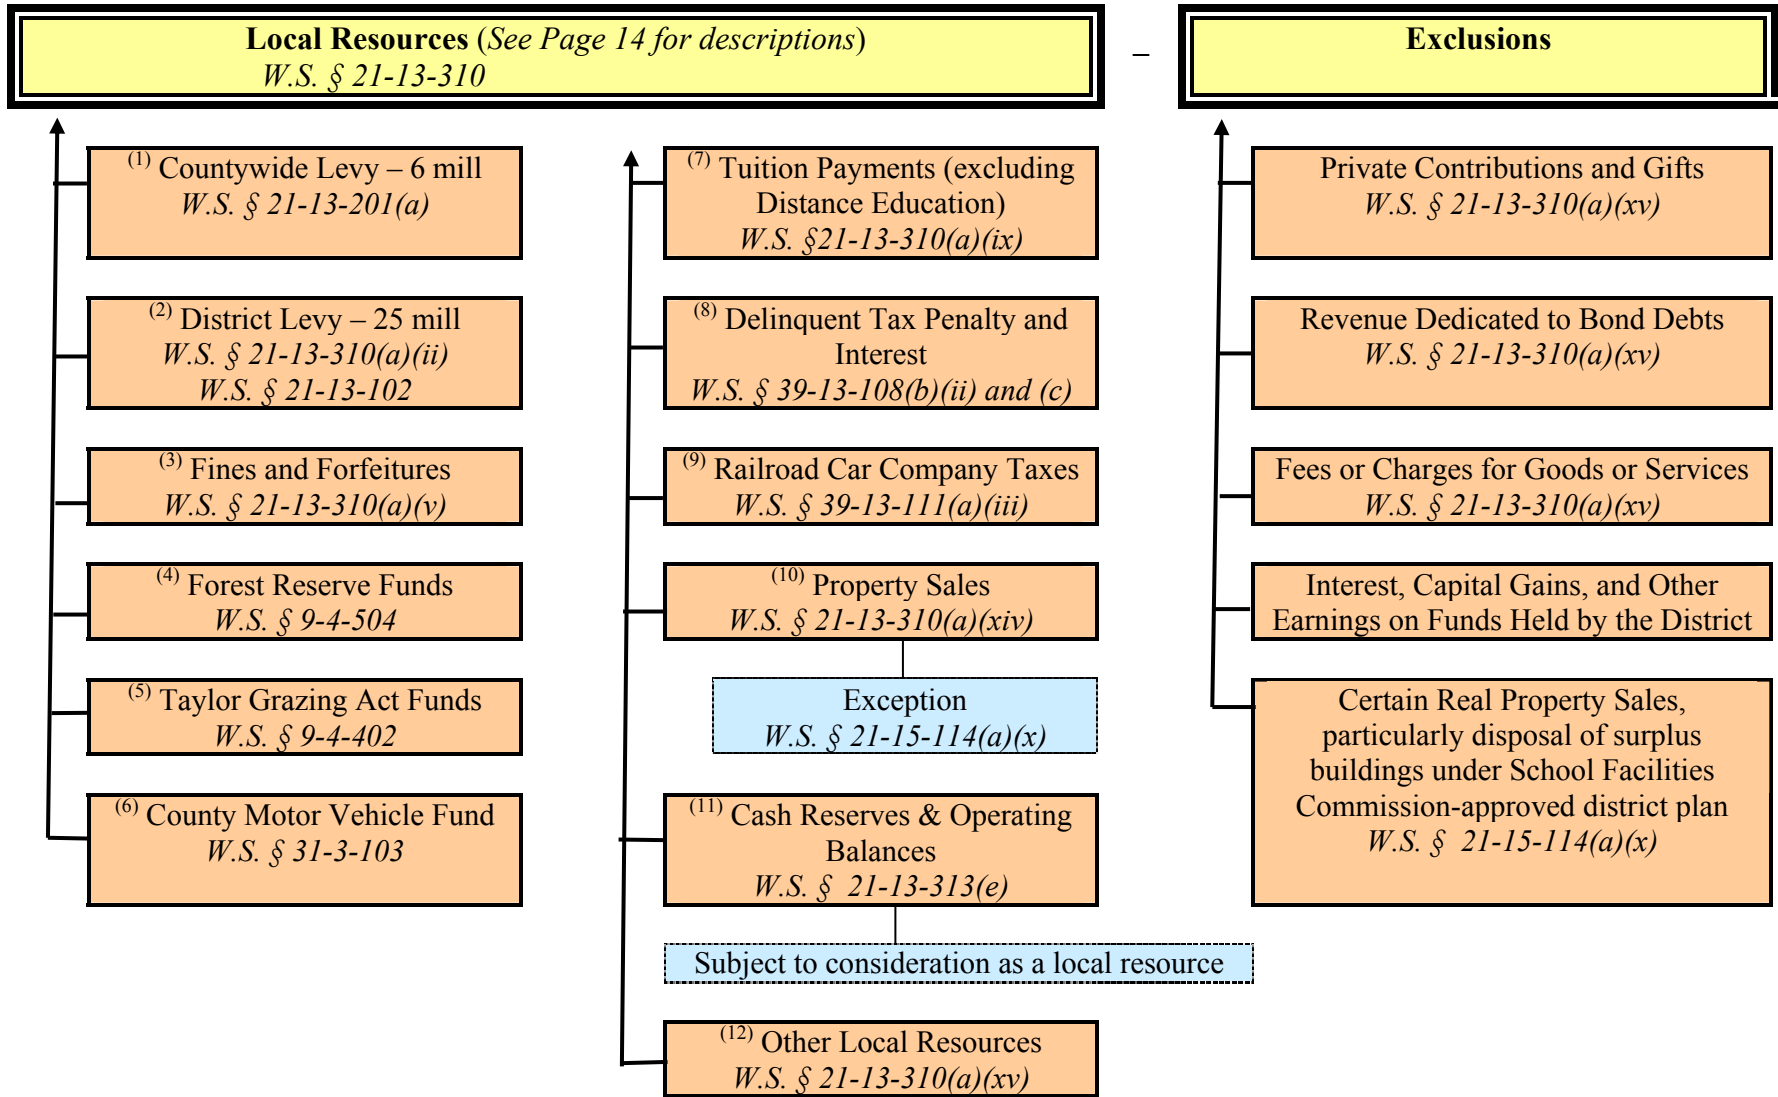 Local Resources (See Page 14 for descriptions)
W.S. § 21-13-310
–
Exclusions
(1) Countywide Levy – 6 mill
W.S. § 21-13-201(a)
(2) District Levy – 25 mill
W.S. § 21-13-310(a)(ii)
W.S. § 21-13-102
(3) Fines and Forfeitures
W.S. § 21-13-310(a)(v)
(4) Forest Reserve Funds
W.S. § 9-4-504
(5) Taylor Grazing Act Funds
W.S. § 9-4-402
(6) County Motor Vehicle Fund
W.S. § 31-3-103
(7) Tuition Payments (excluding
Distance Education)
W.S. §21-13-310(a)(ix)
(8) Delinquent Tax Penalty and
Interest
W.S. § 39-13-108(b)(ii) and (c)
(9) Railroad Car Company Taxes
W.S. § 39-13-111(a)(iii)
(10) Property Sales
W.S. § 21-13-310(a)(xiv)
Exception
W.S. § 21-15-114(a)(x)
(11) Cash Reserves & Operating
Balances
W.S. § 21-13-313(e)
Subject to consideration as a local resource
(12) Other Local Resources
W.S. § 21-13-310(a)(xv)
Private Contributions and Gifts
W.S. § 21-13-310(a)(xv)
Revenue Dedicated to Bond Debts
W.S. § 21-13-310(a)(xv)
Fees or Charges for Goods or Services
W.S. § 21-13-310(a)(xv)
Interest, Capital Gains, and Other
Earnings on Funds Held by the District
Certain Real Property Sales,
particularly disposal of surplus
buildings under School Facilities
Commission-approved district plan
W.S. § 21-15-114(a)(x)